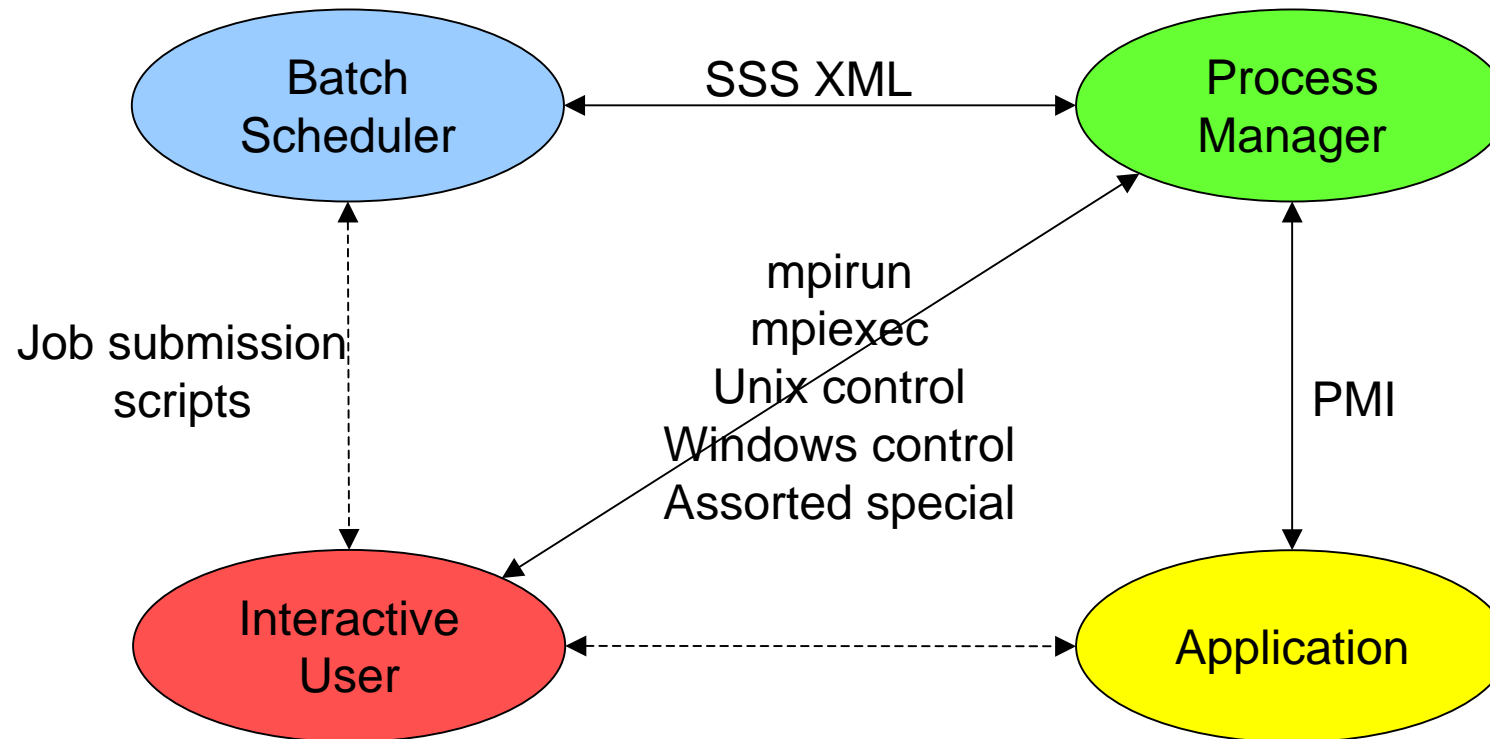 Batch
Scheduler
SSS XML
Process
Manager
Job submission
scripts
mpirun
mpiexec
Unix control
Windows control
Assorted special
PMI
Interactive
User
Application